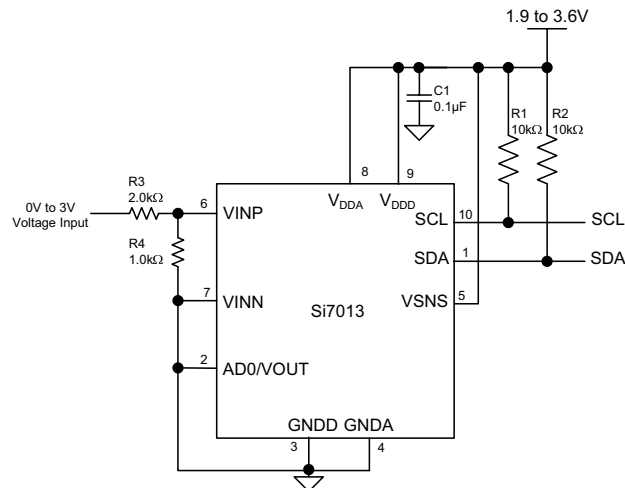 1.9 to 3.6V
C1
0.1µF
R1
10kΩ
R2
10kΩ
8
9
R3
2.0kΩ
0V to 3V
Voltage Input
6
VINP
VDDA
VDDD
SCL
10
SCL
R4
1.0kΩ
SDA
1
SDA
7
VINN
Si7013
VSNS
5
2
AD0/VOUT
GNDD GNDA
3
4